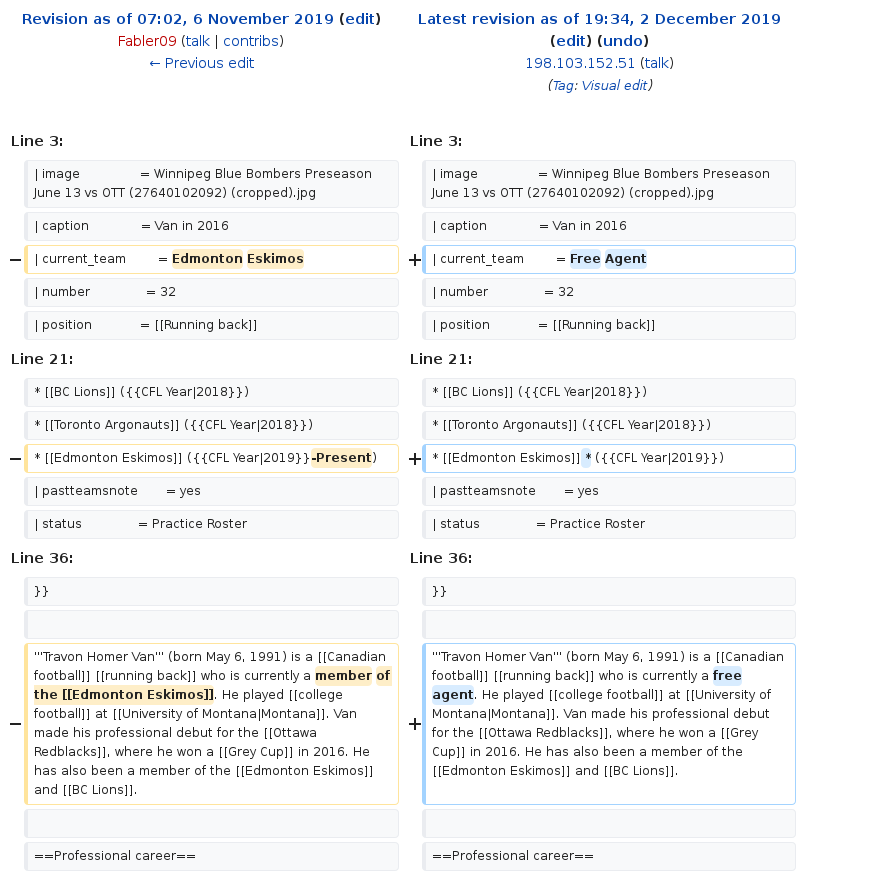 Revision as of 07:02, 6 November 2019 (edit)
Fabler09 (talk | contribs)
← Previous edit
Latest revision as of 19:34, 2 December 2019
(edit) (undo)
198.103.152.51 (talk)
(Tag: Visual edit)
Line 3:
Line 3:
| image = Winnipeg Blue Bombers Preseason
June 13 vs OTT (27640102092) (cropped).jpg
| image = Winnipeg Blue Bombers Preseason
June 13 vs OTT (27640102092) (cropped).jpg
| caption = Van in 2016
| caption = Van in 2016
− | current_team = Edmonton Eskimos
+ | current_team = Free Agent
| number = 32
| number = 32
| position = [[Running back]]
| position = [[Running back]]
Line 21:
Line 21:
* [[BC Lions]] ({{CFL Year|2018}})
* [[BC Lions]] ({{CFL Year|2018}})
* [[Toronto Argonauts]] ({{CFL Year|2018}})
* [[Toronto Argonauts]] ({{CFL Year|2018}})
− * [[Edmonton Eskimos]] ({{CFL Year|2019}}-Present)
+ * [[Edmonton Eskimos]] * ({{CFL Year|2019}})
| pastteamsnote = yes
| pastteamsnote = yes
| status = Practice Roster
| status = Practice Roster
Line 36:
Line 36:
}}
}}
− '''Travon Homer Van''' (born May 6, 1991) is a [[Canadian
football]] [[running back]] who is currently a member of
the [[Edmonton Eskimos]]. He played [[college
football]] at [[University of Montana|Montana]]. Van
made his professional debut for the [[Ottawa
Redblacks]], where he won a [[Grey Cup]] in 2016. He
has also been a member of the [[Edmonton Eskimos]]
and [[BC Lions]].
+ '''Travon Homer Van''' (born May 6, 1991) is a [[Canadian
football]] [[running back]] who is currently a free
agent. He played [[college football]] at [[University of
Montana|Montana]]. Van made his professional debut
for the [[Ottawa Redblacks]], where he won a [[Grey
Cup]] in 2016. He has also been a member of the
[[Edmonton Eskimos]] and [[BC Lions]].
==Professional career==
==Professional career==